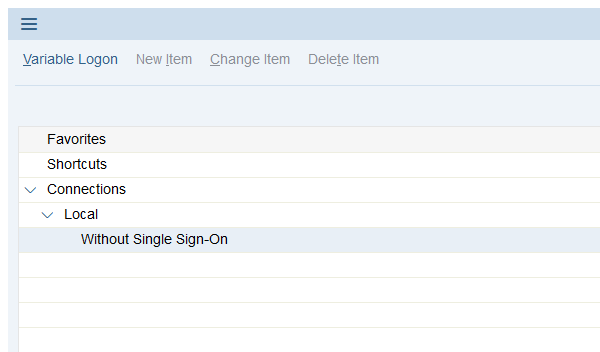 Variable Logon New Item Change Item Delete Item
Favorites
Shortcuts
Connections
Local
Without Single Sign-On